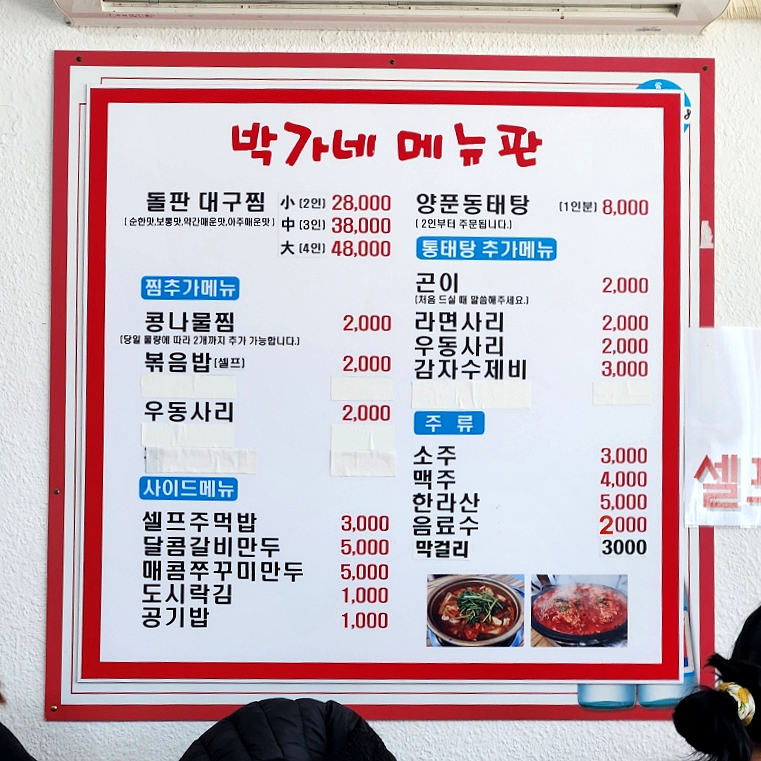 박가네 메뉴판
돌판 대구찜 小 (2인) 28,000
(순한맛,보통맛,약간매운맛,아주매운맛) 中 (3인) 38,000
大 (4인) 48,000
찜추가메뉴
콩나물찜 2,000
(당일 물량에 따라 2개까지 추가 가능합니다.)
볶음밥(셀프) 2,000
우동사리 2,000
사이드메뉴
셀프주먹밥 3,000
달콤갈비만두 5,000
매콤쭈꾸미만두 5,000
도시락김 1,000
공기밥 1,000
양푼동태탕 (1인분) 8,000
(2인부터 주문됩니다.)
통태탕 추가메뉴
곤이 2,000
(처음 드실 때 말씀해주세요.)
라면사리 2,000
우동사리 2,000
감자수제비 3,000
주 류
소주 3,000
맥주 4,000
한라산 5,000
음료수 2000
막걸리 3000
셀프